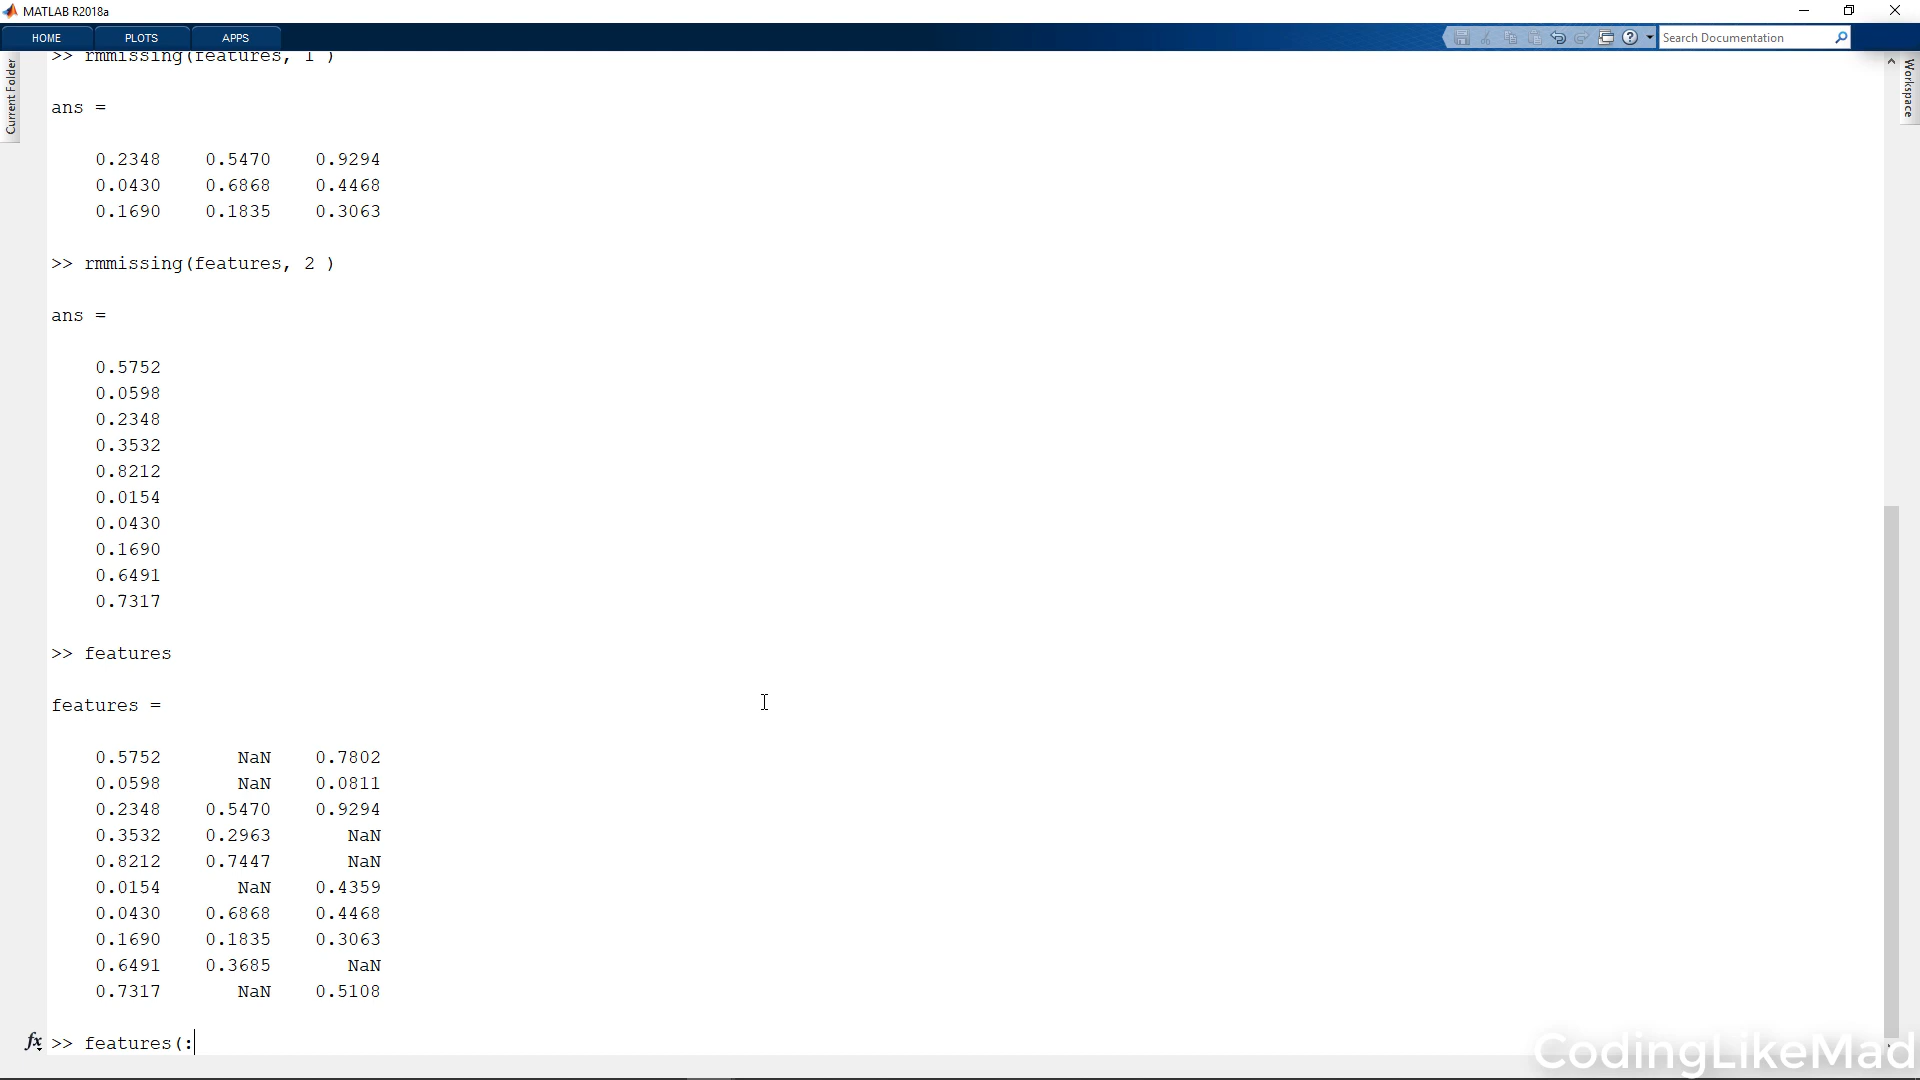 MATLAB R2018a
HOME PLOTS APPS
Search Documentation
Current Folder
Workspace
>> rmmissing(features, 1 )
ans =
0.2348 0.5470 0.9294
0.0430 0.6868 0.4468
0.1690 0.1835 0.3063
>> rmmissing(features, 2 )
ans =
0.5752
0.0598
0.2348
0.3532
0.8212
0.0154
0.0430
0.1690
0.6491
0.7317
>> features
features =
0.5752 NaN 0.7802
0.0598 NaN 0.0811
0.2348 0.5470 0.9294
0.3532 0.2963 NaN
0.8212 0.7447 NaN
0.0154 NaN 0.4359
0.0430 0.6868 0.4468
0.1690 0.1835 0.3063
0.6491 0.3685 NaN
0.7317 NaN 0.5108
fx >> features(:
CodingLikeMad